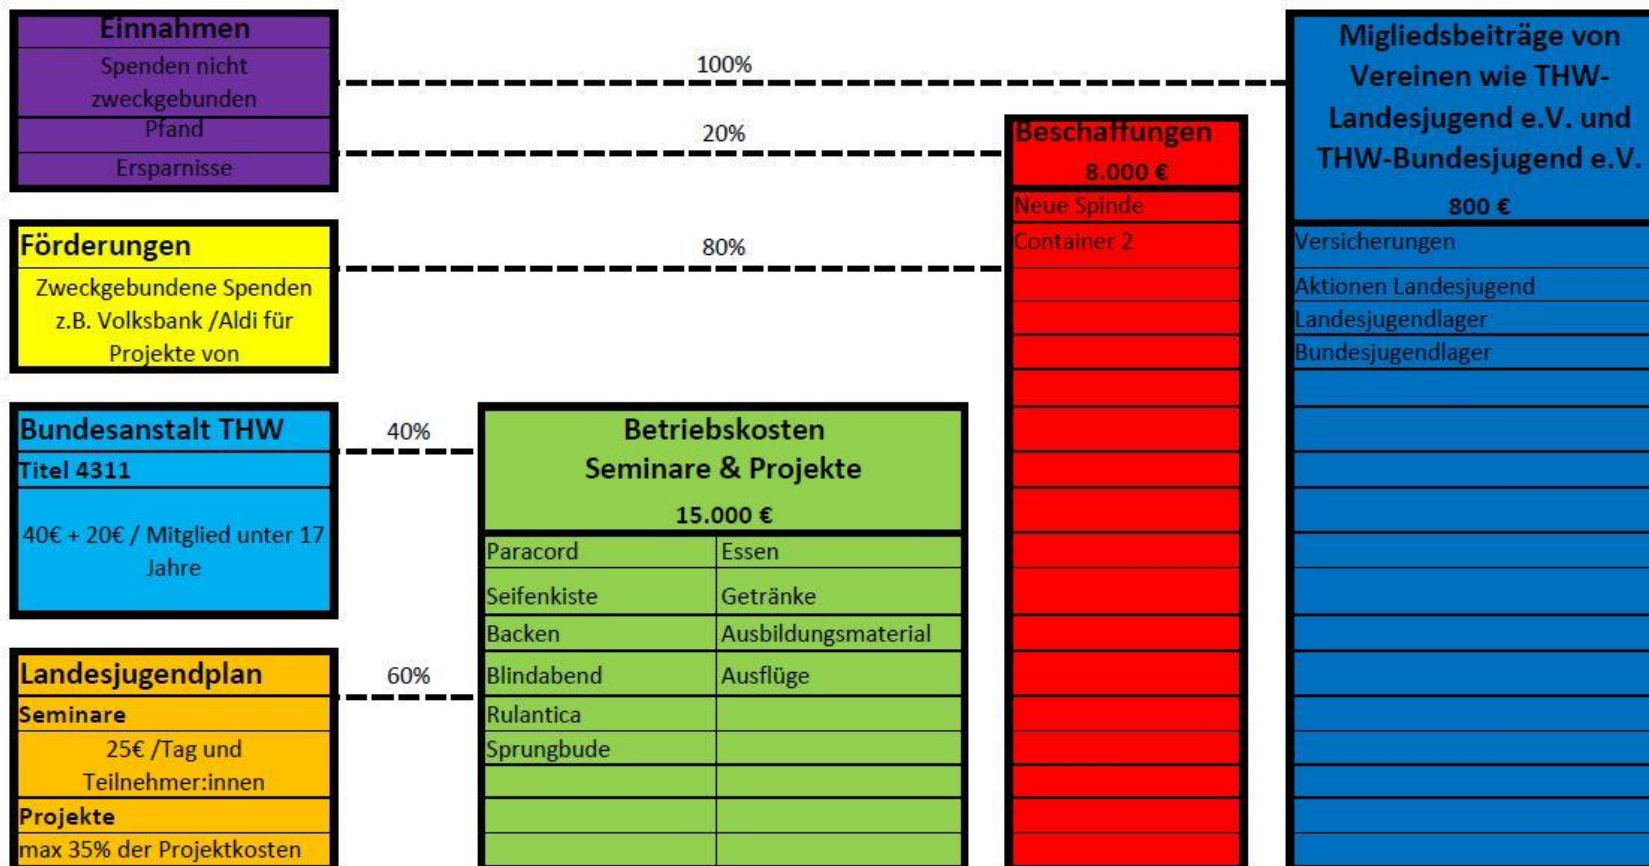 Einnahmen
Spenden nicht
zweckgebunden
Pfand
Ersparnisse
100%
20%
Förderungen
Zweckgebundene Spenden
z.B. Volksbank /Aldi für
Projekte von
80%
Bundesanstalt THW
Titel 4311
40€ + 20€ / Mitglied unter 17
Jahre
40%
Landesjugendplan
Seminare
25€ /Tag und
Teilnehmer:innen
Projekte
max 35% der Projektkosten
60%
Betriebskosten
Seminare & Projekte
15.000 €
Paracord Essen
Seifenkiste Getränke
Backen Ausbildungsmaterial
Blindabend Ausflüge
Rulantica
Sprungbude
Beschaffungen
8.000 €
Neue Spinde
Container 2
Migliedsbeiträge von
Vereinen wie THW-
Landesjugend e.V. und
THW-Bundesjugend e.V.
800 €
Versicherungen
Aktionen Landesjugend
Landesjugendlager
Bundesjugendlager